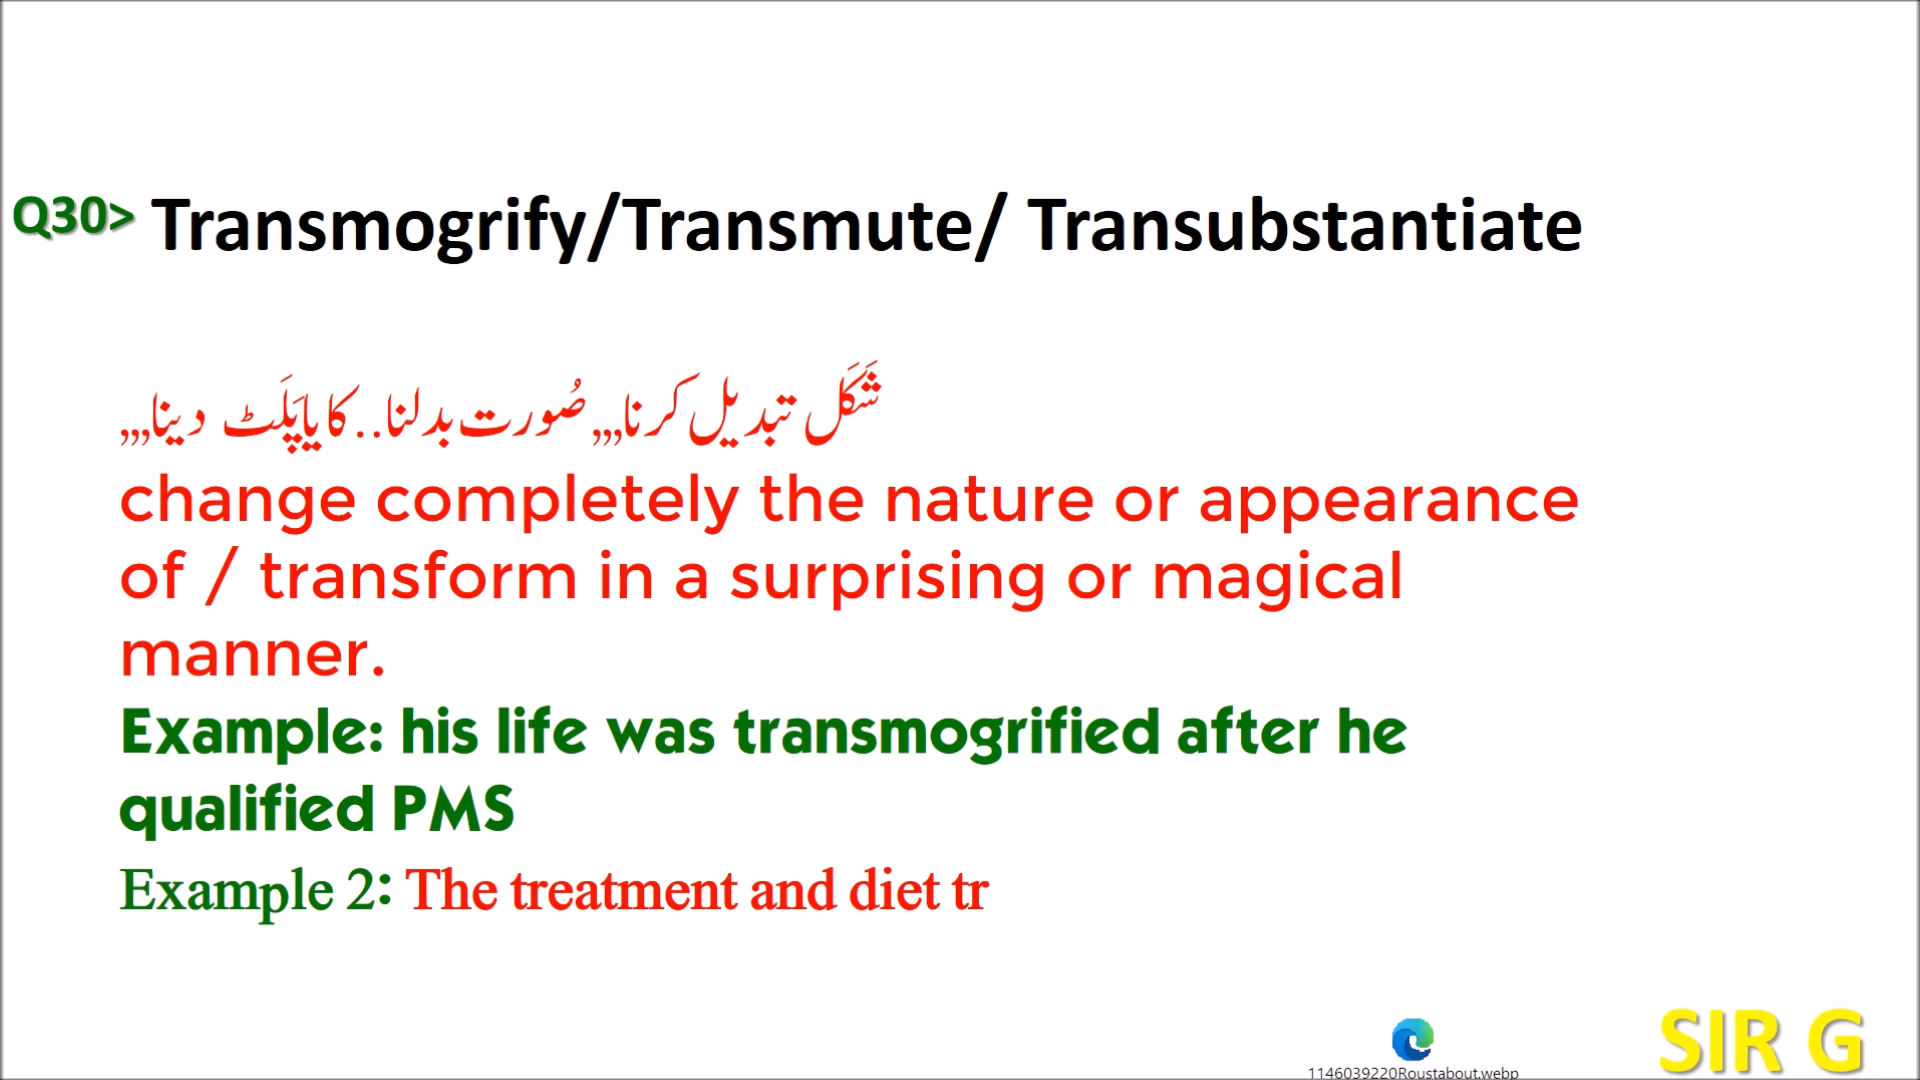 Q30> Transmogrify/Transmute/ Transubstantiate
شَکَل تبدیل کرنا,,,صُورت بدلنا..کایاپَلَٹ دینا,,,
change completely the nature or appearance
of / transform in a surprising or magical
manner.
Example: his life was transmogrified after he
qualified PMS
Example 2: The treatment and diet tr
1146039220Roustabout.webp
SIR G